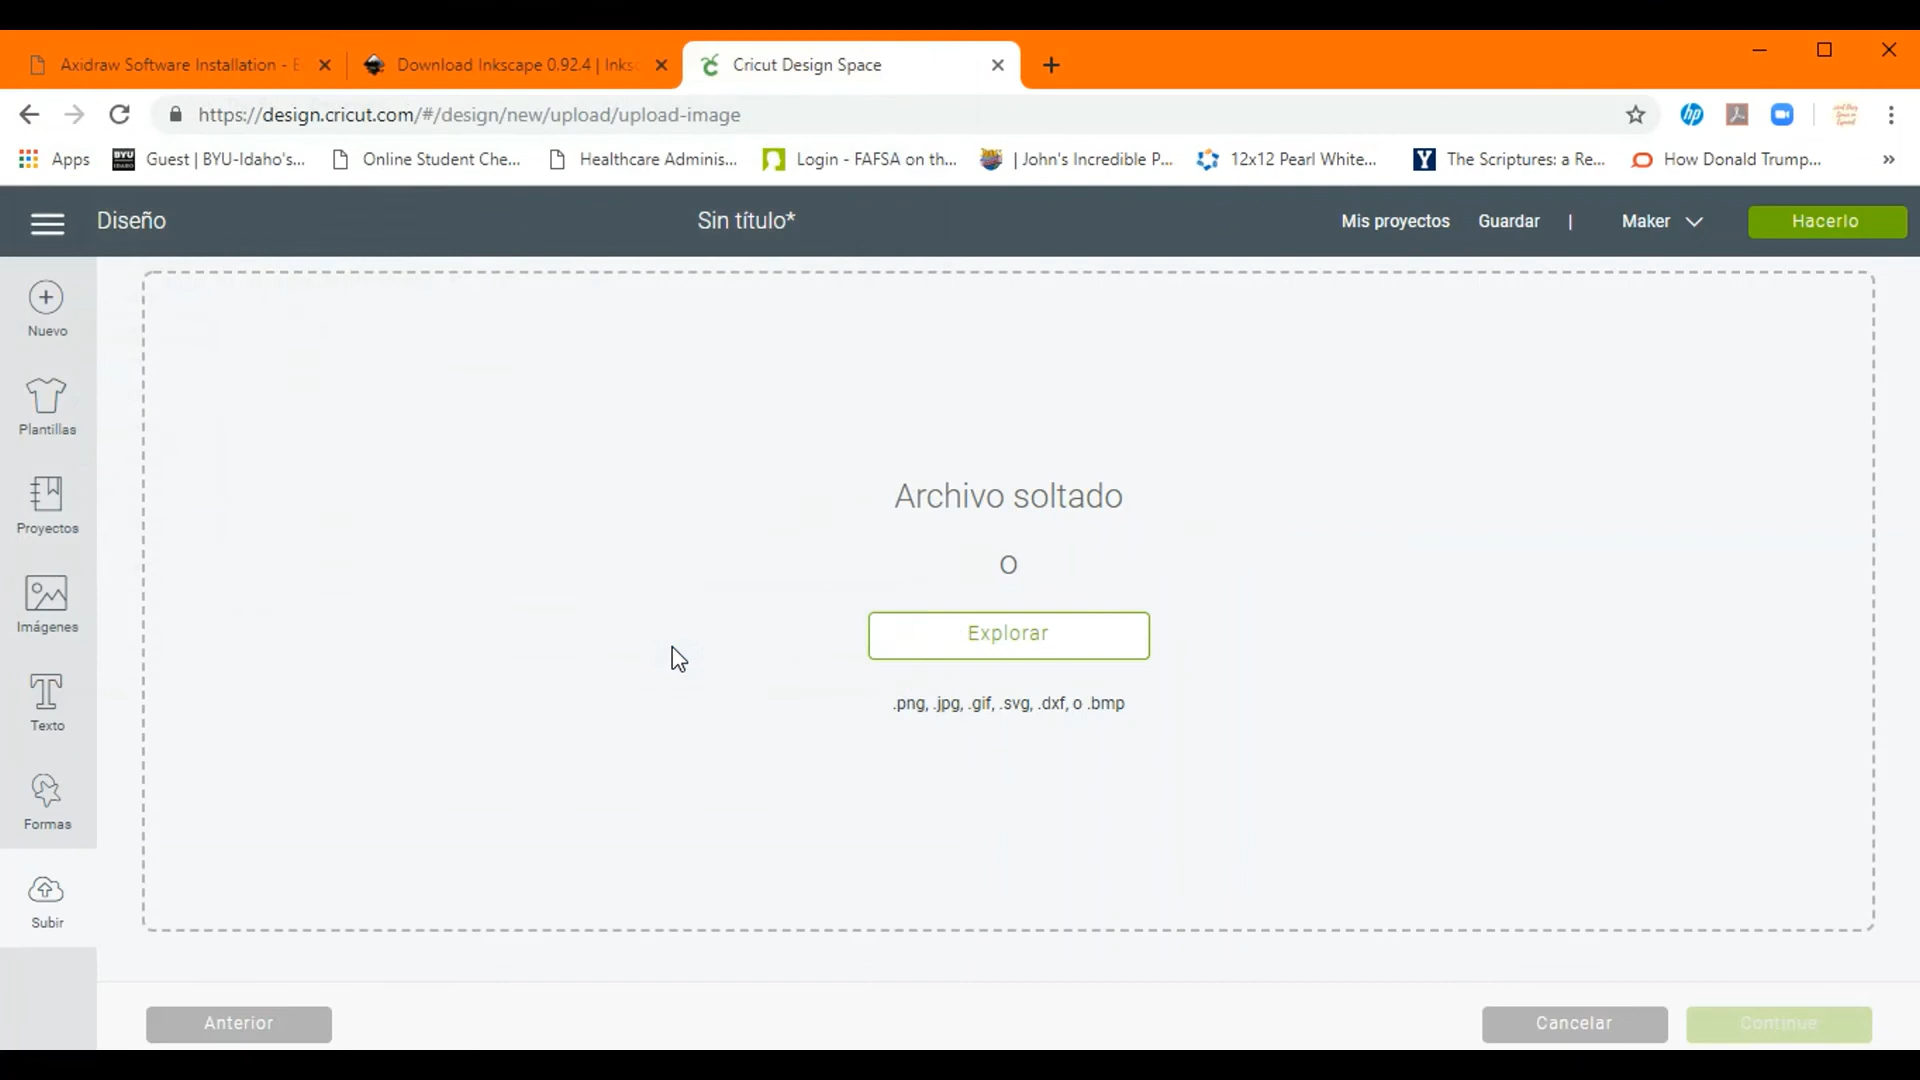 Axidraw Software Installation - E
Download Inkscape 0.92.4 | Inksc
Cricut Design Space
https://design.cricut.com/#/design/new/upload/upload-image
Apps
BYU IDAHO
Guest | BYU-Idaho's...
Online Student Che...
Healthcare Adminis...
Login - FAFSA on th...
| John's Incredible P...
12x12 Pearl White...
Y
The Scriptures: a Re...
How Donald Trump...
»
Diseño
Sin título*
Mis proyectos
Guardar
|
Maker
Hacerlo
Nuevo
Plantillas
Proyectos
Imágenes
Texto
Formas
Subir
Archivo soltado
O
Explorar
.png, .jpg, .gif, .svg, .dxf, o .bmp
Anterior
Cancelar
Continue